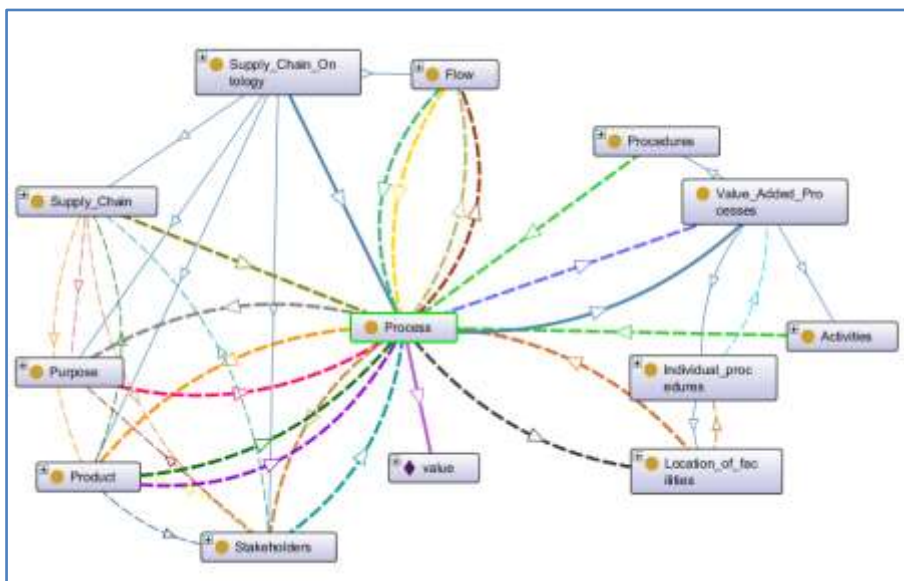 Supply_Chain_On
tology
Flow
Procedures
Value_Added_Pro
cesses
Supply_Chain
Process
Activities
Purpose
Individual_proc
edures
Product
value
Location_of_fac
ilities
Stakeholders